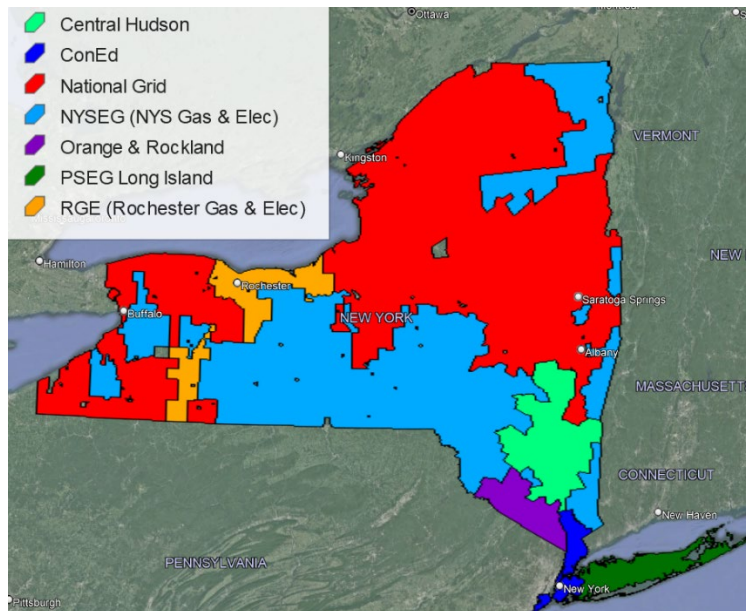 Ottawa
Central Hudson
ConEd
National Grid
NYSEG (NYS Gas & Elec)
Orange & Rockland
PSEG Long Island
RGE (Rochester Gas & Elec)
VERMONT
Kingston
Hamilton
Rochester
Saratoga Springs
Buffalo
NEW YORK
Albany
MASSACHUSETT
CONNECTICUT
New Haven
PENNSYLVANIA
New York
Pittsburgh